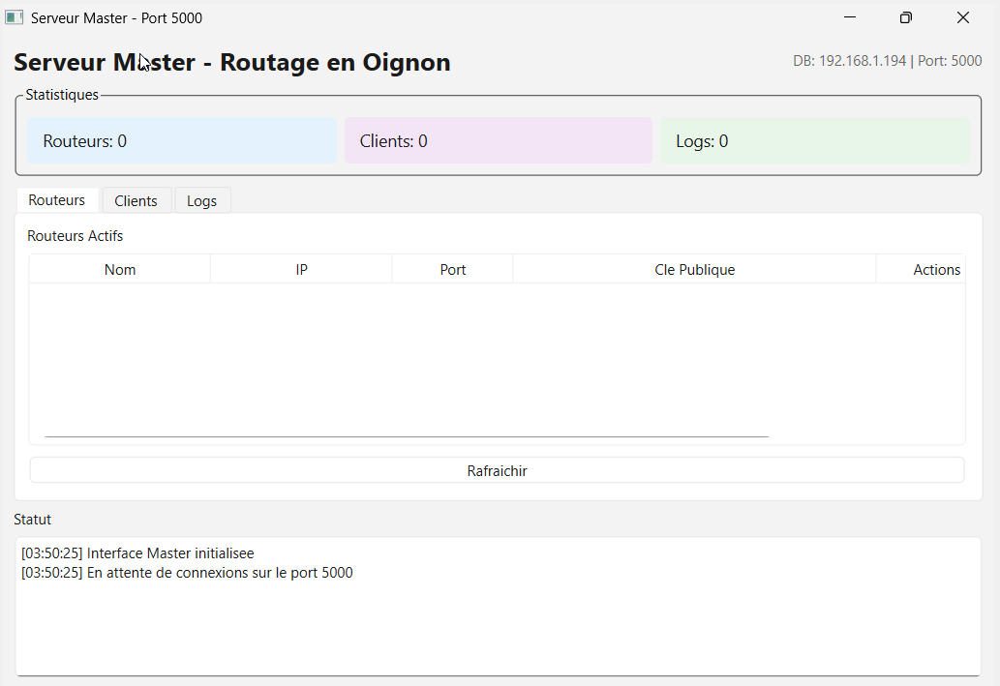 Serveur Master - Port 5000
Serveur Master - Routage en Oignon
DB: 192.168.1.194 | Port: 5000
Statistiques
Routeurs: 0
Clients: 0
Logs: 0
Routeurs
Clients
Logs
Routeurs Actifs
Nom
IP
Port
Cle Publique
Actions
Rafraichir
Statut
[03:50:25] Interface Master initialisee
[03:50:25] En attente de connexions sur le port 5000